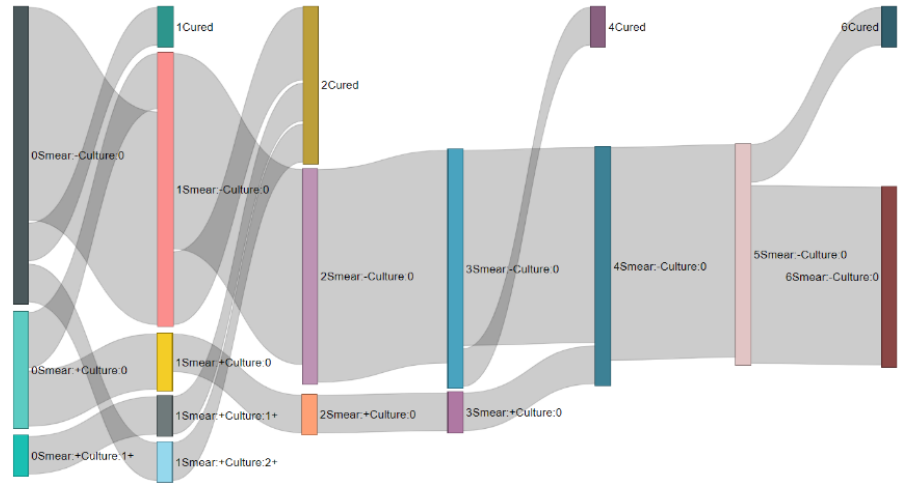 1Cured
4Cured
6Cured
2Cured
0Smear:-Culture:0
1Smear:-Culture:0
5Smear:-Culture:0
4Smear:-Culture:0
3Smear:-Culture:0
2Smear:-Culture:0
6Smear:-Culture:0
1Smear:+Culture:0
0Smear:+Culture:0
3Smear:+Culture:0
2Smear:+Culture:0
1Smear:+Culture:1+
0Smear:+Culture:1+
1Smear:+Culture:2+